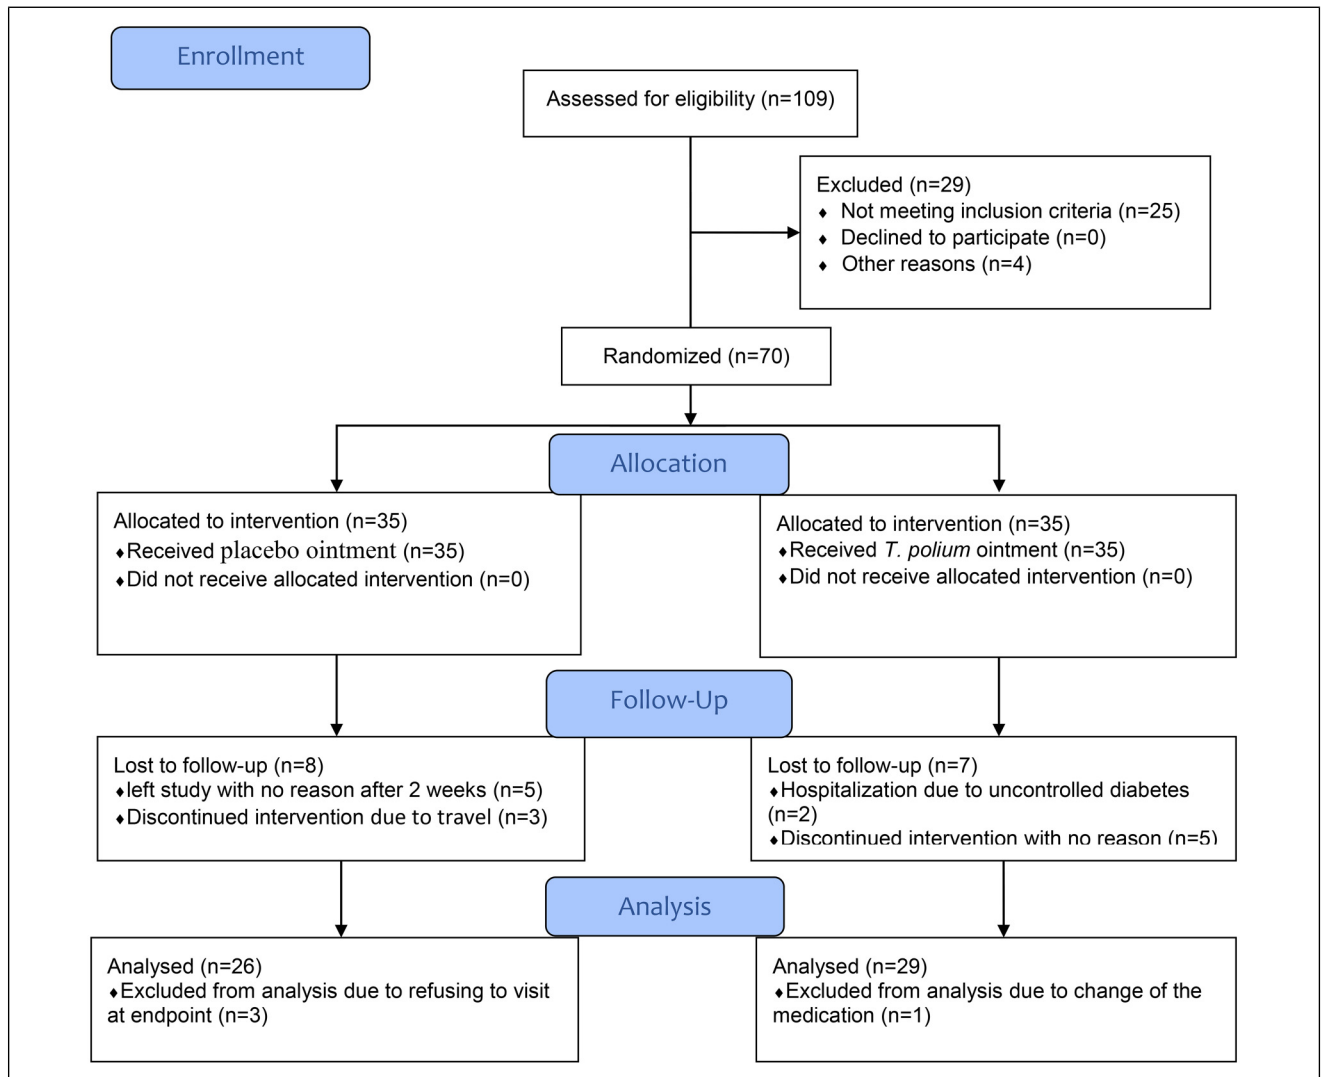 Enrollment
Assessed for eligibility (n=109)
Excluded (n=29)
♦ Not meeting inclusion criteria (n=25)
♦ Declined to participate (n=0)
♦ Other reasons (n=4)
Randomized (n=70)
Allocation
Allocated to intervention (n=35)
♦Received placebo ointment (n=35)
♦Did not receive allocated intervention (n=0)
Allocated to intervention (n=35)
♦Received T. polium ointment (n=35)
♦Did not receive allocated intervention (n=0)
Follow-Up
Lost to follow-up (n=8)
♦left study with no reason after 2 weeks (n=5)
♦Discontinued intervention due to travel (n=3)
Lost to follow-up (n=7)
♦Hospitalization due to uncontrolled diabetes
(n=2)
♦Discontinued intervention with no reason (n=5)
Analysis
Analysed (n=26)
♦Excluded from analysis due to refusing to visit
at endpoint (n=3)
Analysed (n=29)
♦Excluded from analysis due to change of the
medication (n=1)